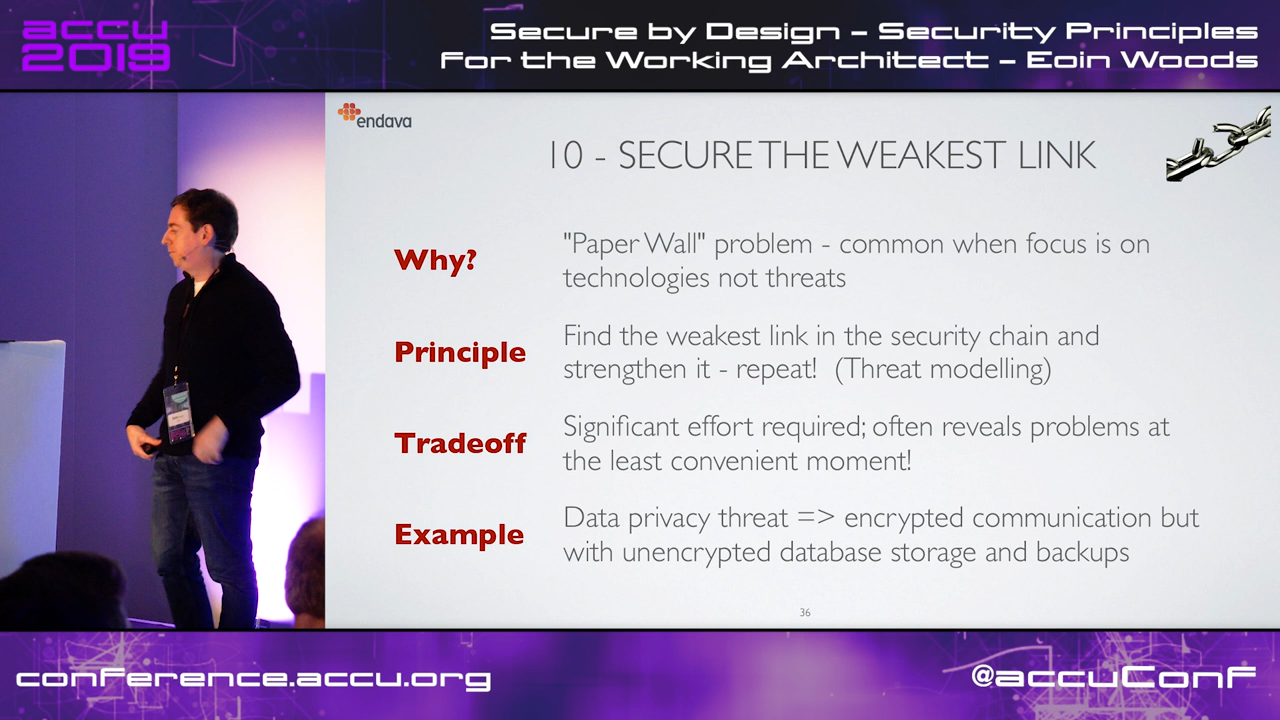 accu
2019
Secure by Design – Security Principles
for the Working Architect – Eoin Woods
endava
10 - SECURE THE WEAKEST LINK
Why?
"Paper Wall" problem - common when focus is on
technologies not threats
Principle
Find the weakest link in the security chain and
strengthen it - repeat! (Threat modelling)
Tradeoff
Significant effort required; often reveals problems at
the least convenient moment!
Example
Data privacy threat => encrypted communication but
with unencrypted database storage and backups
36
conference.accu.org
@accuConf